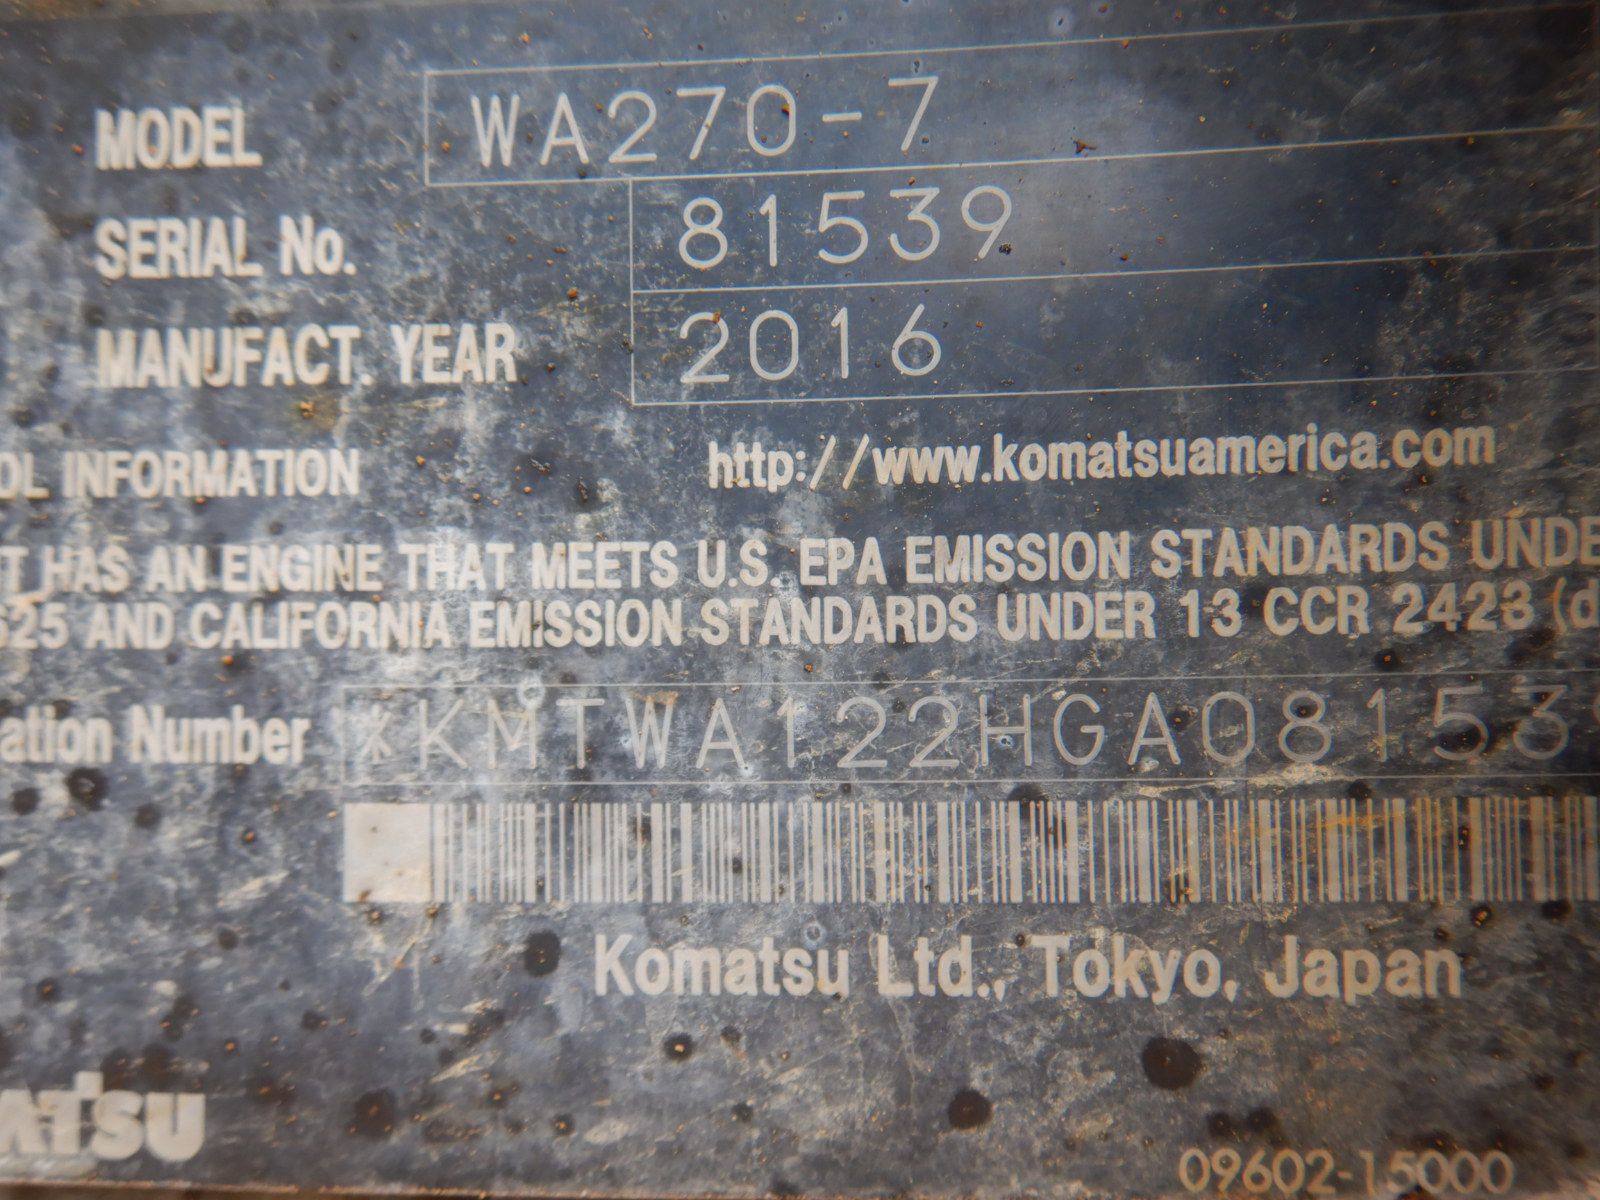 MODEL WA270-7
SERIAL No. 81539
MANUFACT. YEAR 2016
OL INFORMATION http://www.komatsuamerica.com
T HAS AN ENGINE THAT MEETS U.S. EPA EMISSION STANDARDS UNDE
625 AND CALIFORNIA EMISSION STANDARDS UNDER 13 CCR 2423 (d
ation Number *KMTWA122HGA081539
Komatsu Ltd., Tokyo, Japan
MATSU
09602-15000